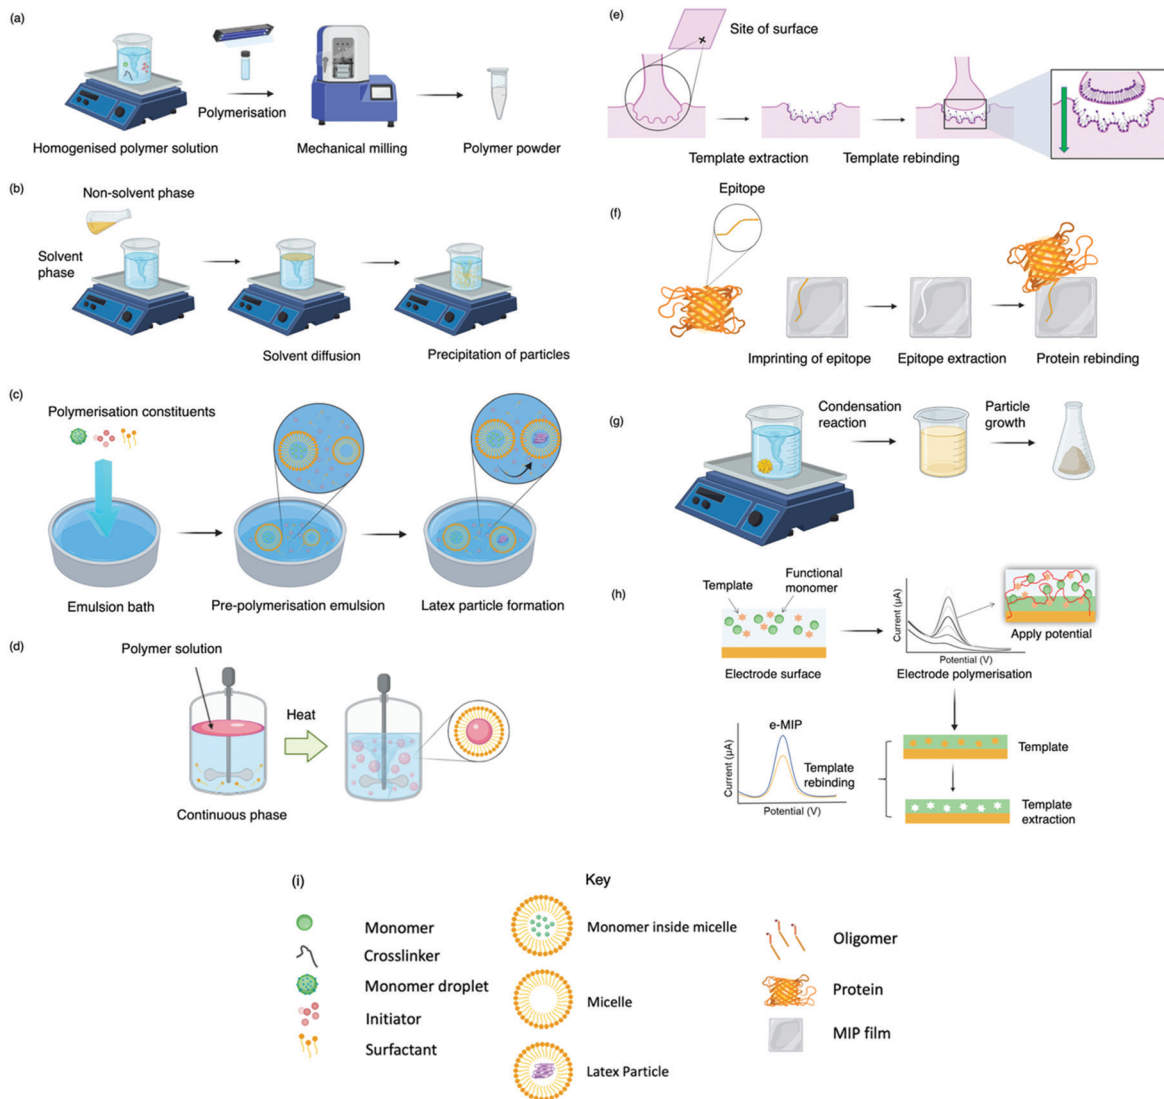 (a)
Polymerisation
Homogenised polymer solution
Mechanical milling
Polymer powder
(b)
Non-solvent phase
Solvent
phase
Solvent diffusion
Precipitation of particles
(c)
Polymerisation constituents
Emulsion bath
Pre-polymerisation emulsion
Latex particle formation
(d)
Polymer solution
Heat
Continuous phase
(e)
Site of surface
Template extraction
Template rebinding
(f)
Epitope
Imprinting of epitope
Epitope extraction
Protein rebinding
(g)
Condensation
reaction
Particle
growth
(h)
Template
Functional
monomer
Electrode surface
Current (µA)
Potential (V)
Apply potential
Electrode polymerisation
e-MIP
Current (µA)
Potential (V)
Template
rebinding
Template
Template
extraction
(i)
Key
Monomer
Crosslinker
Monomer droplet
Initiator
Surfactant
Monomer inside micelle
Micelle
Latex Particle
Oligomer
Protein
MIP film